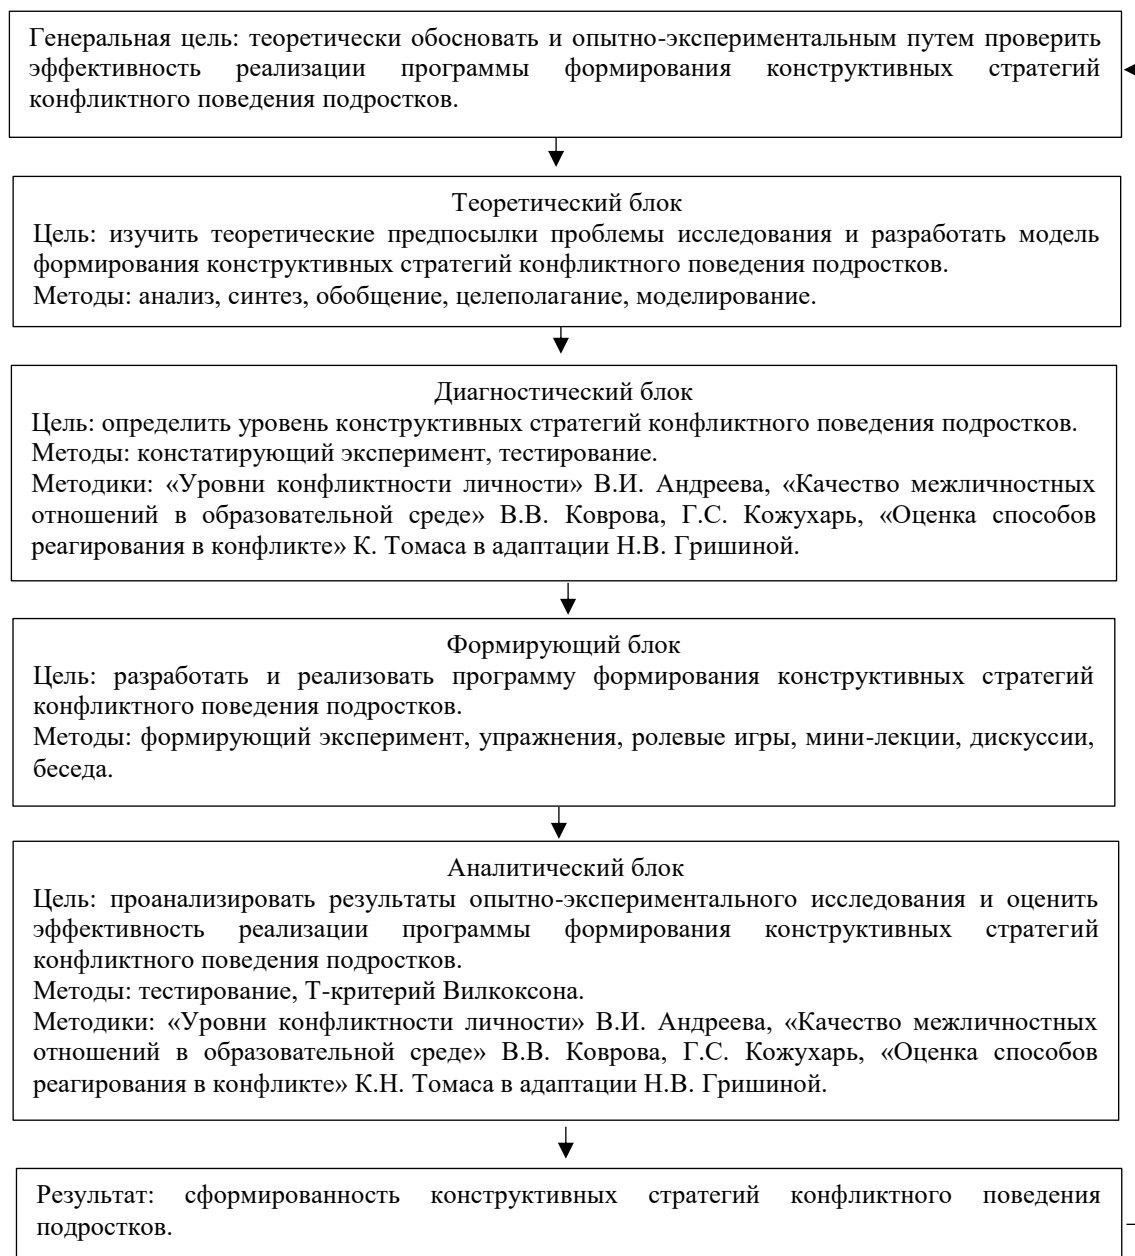 Генеральная цель: теоретически обосновать и опытно-экспериментальным путем проверить
эффективность реализации программы формирования конструктивных стратегий
конфликтного поведения подростков.
Теоретический блок
Цель: изучить теоретические предпосылки проблемы исследования и разработать модель
формирования конструктивных стратегий конфликтного поведения подростков.
Методы: анализ, синтез, обобщение, целеполагание, моделирование.
Диагностический блок
Цель: определить уровень конструктивных стратегий конфликтного поведения подростков.
Методы: констатирующий эксперимент, тестирование.
Методики: «Уровни конфликтности личности» В.И. Андреева, «Качество межличностных
отношений в образовательной среде» В.В. Коврова, Г.С. Кожухарь, «Оценка способов
реагирования в конфликте» К. Томаса в адаптации Н.В. Гришиной.
Формирующий блок
Цель: разработать и реализовать программу формирования конструктивных стратегий
конфликтного поведения подростков.
Методы: формирующий эксперимент, упражнения, ролевые игры, мини-лекции, дискуссии,
беседа.
Аналитический блок
Цель: проанализировать результаты опытно-экспериментального исследования и оценить
эффективность реализации программы формирования конструктивных стратегий
конфликтного поведения подростков.
Методы: тестирование, Т-критерий Вилкоксона.
Методики: «Уровни конфликтности личности» В.И. Андреева, «Качество межличностных
отношений в образовательной среде» В.В. Коврова, Г.С. Кожухарь, «Оценка способов
реагирования в конфликте» К.Н. Томаса в адаптации Н.В. Гришиной.
Результат: сформированность конструктивных стратегий конфликтного поведения
подростков.